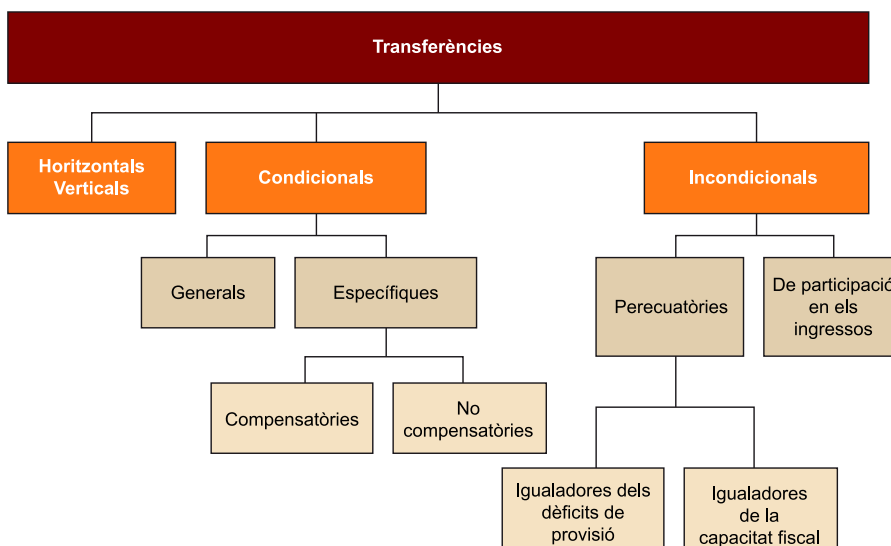 Transferències
Horitzontals
Verticals
Condicionals
Incondicionals
Generals
Específiques
Perecuatòries
De participació
en els
ingressos
Compensatòries
No
compensatòries
Igualadores dels
dèficits de
provisió
Igualadores
de la
capacitat fiscal